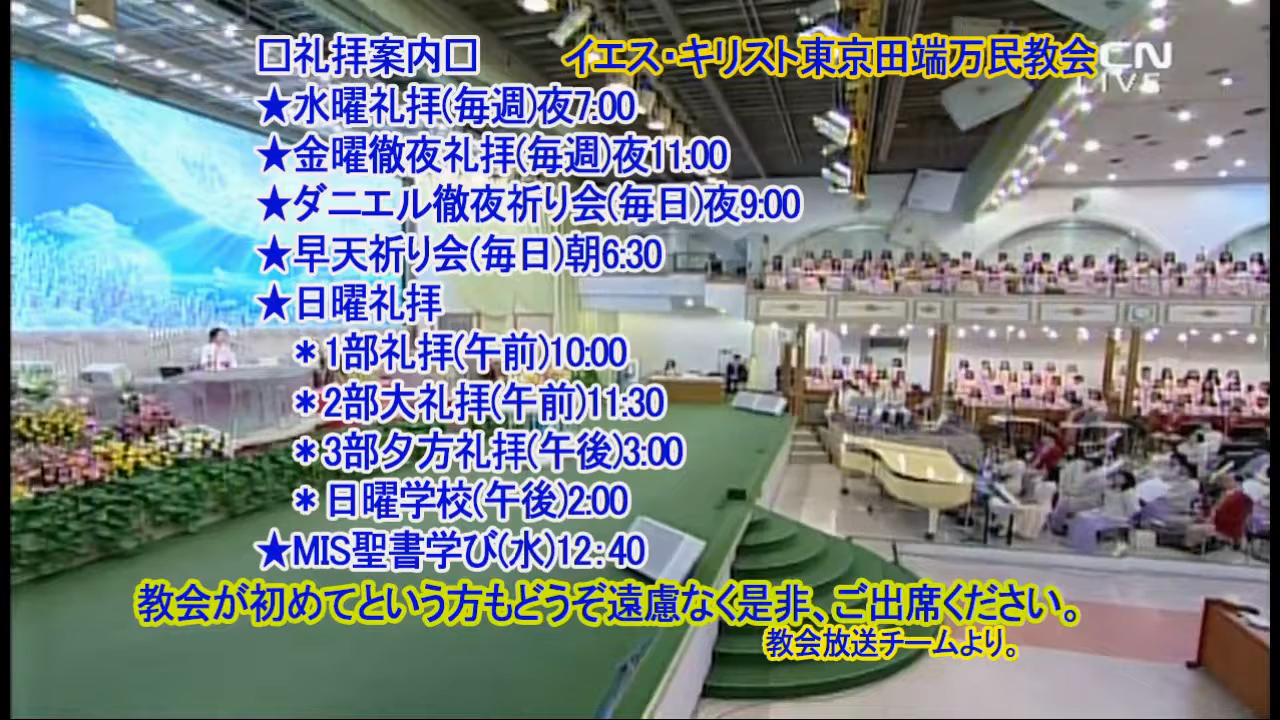 □礼拝案内□ イエス・キリスト東京田端万民教会
CN
LIVE
★水曜礼拝(毎週)夜7:00
★金曜徹夜礼拝(毎週)夜11:00
★ダニエル徹夜祈り会(毎日)夜9:00
★早天祈り会(毎日)朝6:30
★日曜礼拝
*1部礼拝(午前)10:00
*2部大礼拝(午前)11:30
*3部夕方礼拝(午後)3:00
*日曜学校(午後)2:00
★MIS聖書学び(水)12:40
教会が初めてという方もどうぞ遠慮なく是非、ご出席ください。
教会放送チームより。